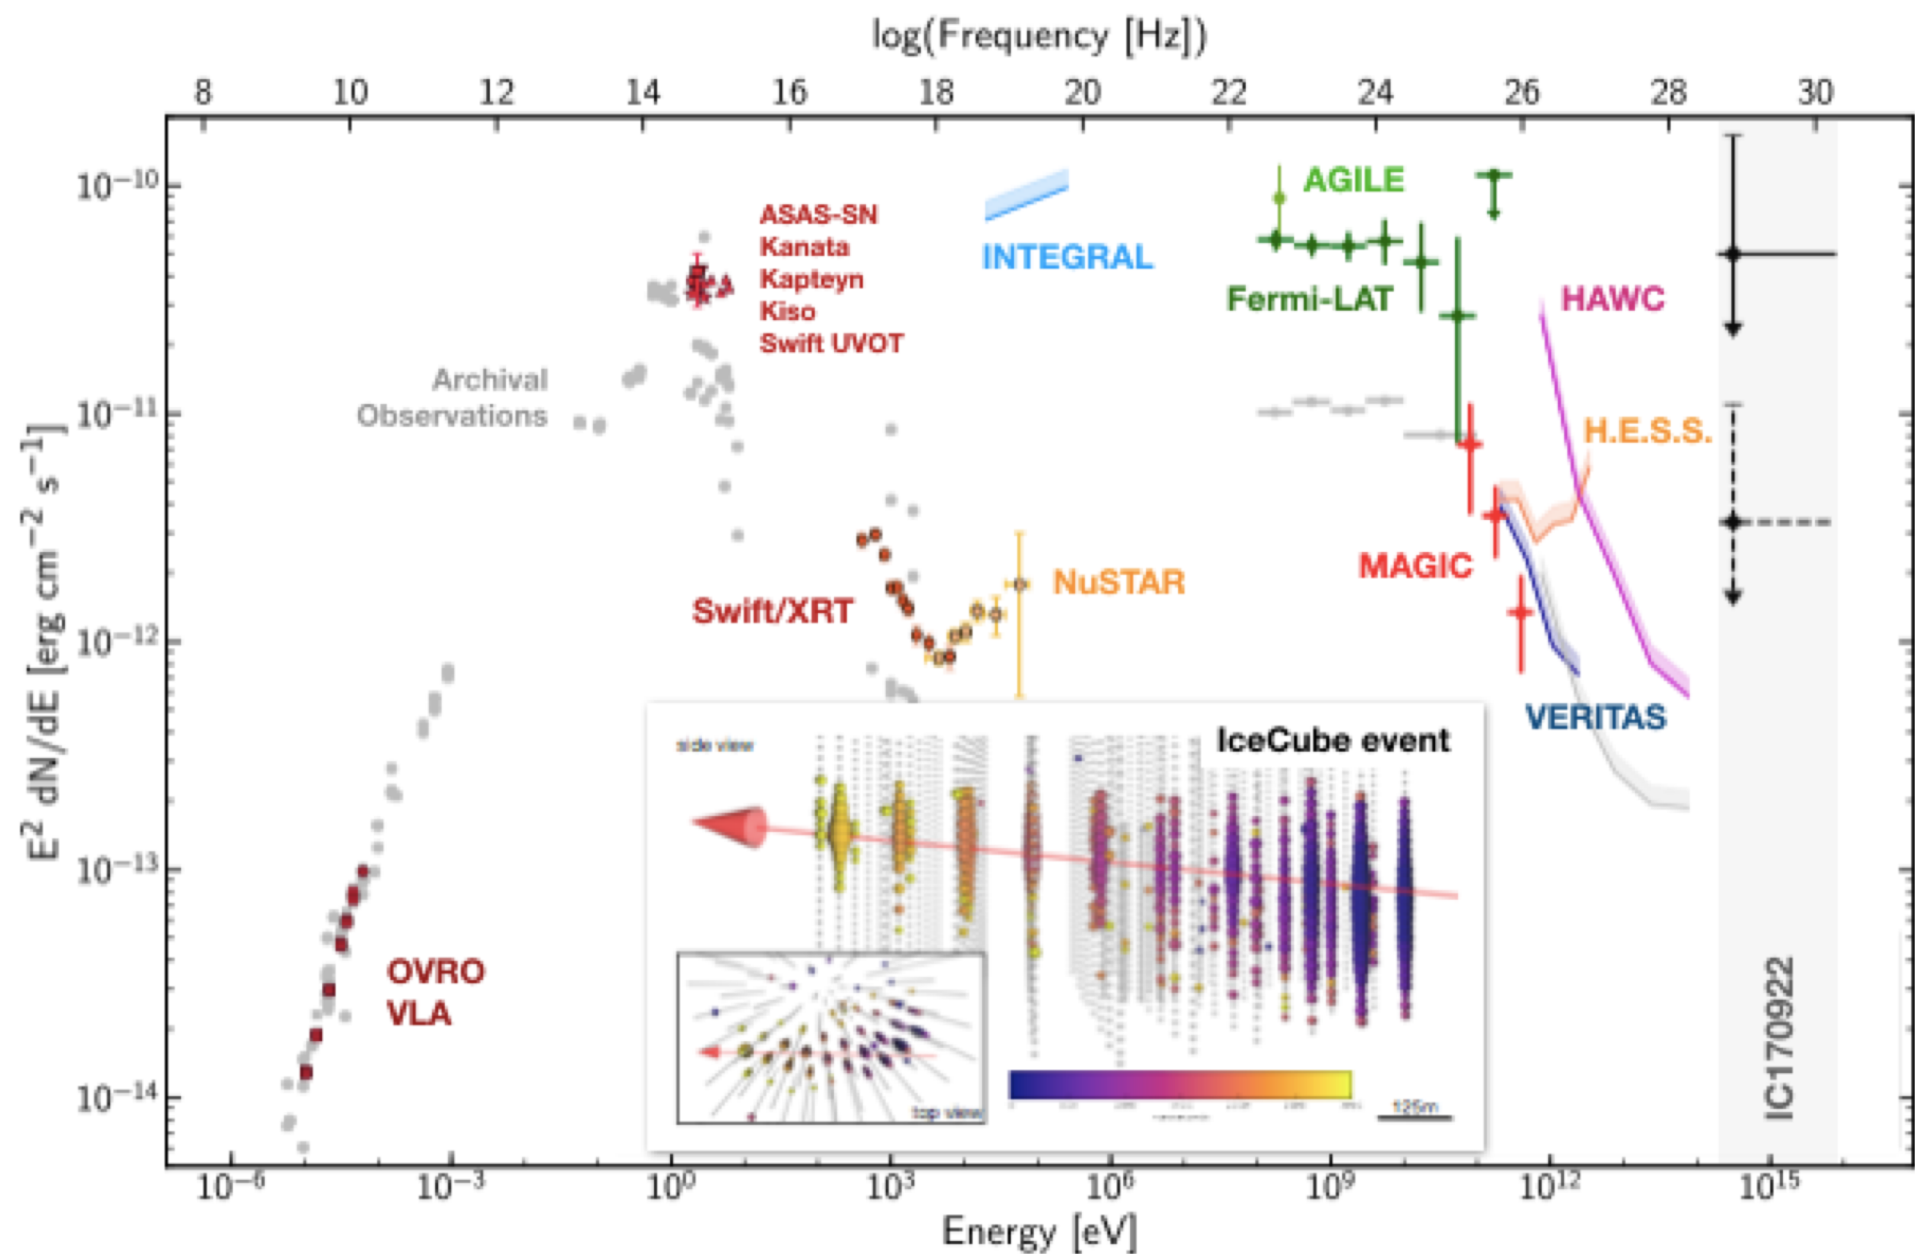 log(Frequency [Hz])
8 10 12 14 16 18 20 22 24 26 28 30
10⁻¹⁰
10⁻¹¹
10⁻¹²
10⁻¹³
10⁻¹⁴
E² dN/dE [erg cm⁻² s⁻¹]
ASAS-SN
Kanata
Kapteyn
Kiso
Swift UVOT
INTEGRAL
AGILE
Fermi-LAT
HAWC
Archival
Observations
H.E.S.S.
MAGIC
NuSTAR
Swift/XRT
VERITAS
side view
IceCube event
OVRO
VLA
top view
125m
IC170922
10⁻⁶ 10⁻³ 10⁰ 10³ 10⁶ 10⁹ 10¹² 10¹⁵
Energy [eV]